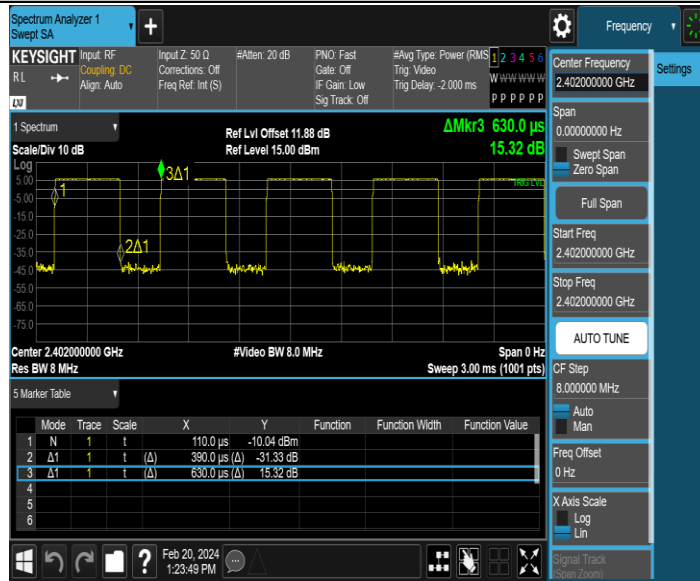 Spectrum Analyzer 1
Swept SA
+
Frequency
KEYSIGHT
RL
LXI
Input: RF
Coupling: DC
Align: Auto
Input Z: 50 Ω
Corrections: Off
Freq Ref: Int (S)
#Atten: 20 dB
PNO: Fast
Gate: Off
IF Gain: Low
Sig Track: Off
#Avg Type: Power (RMS
Trig: Video
Trig Delay: -2.000 ms
1 2 3 4 5 6
W W W W W W
P P P P P P
Center Frequency
2.402000000 GHz
Settings
Span
0.00000000 Hz
Swept Span
Zero Span
Full Span
Start Freq
2.402000000 GHz
Stop Freq
2.402000000 GHz
AUTO TUNE
CF Step
8.000000 MHz
Auto
Man
Freq Offset
0 Hz
X Axis Scale
Log
Lin
Signal Track
(Span Zoom)
1 Spectrum
Scale/Div 10 dB
Ref Lvl Offset 11.88 dB
Ref Level 15.00 dBm
ΔMkr3 630.0 µs
15.32 dB
Log
5.00
-5.00
-15.0
-25.0
-35.0
-45.0
-55.0
-65.0
-75.0
1
2Δ1
3Δ1
TRIG LVL
Center 2.402000000 GHz
Res BW 8 MHz
#Video BW 8.0 MHz
Span 0 Hz
Sweep 3.00 ms (1001 pts)
5 Marker Table
Mode Trace Scale X Y Function Function Width Function Value
1 N 1 t 110.0 µs -10.04 dBm
2 Δ1 1 t (Δ) 390.0 µs (Δ) -31.33 dB
3 Δ1 1 t (Δ) 630.0 µs (Δ) 15.32 dB
4
5
6
?
Feb 20, 2024
1:23:49 PM